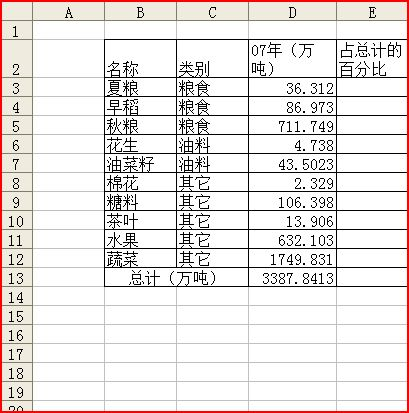 A B C D E
1
2 名称 类别 07年（万吨） 占总计的百分比
3 夏粮 粮食 36.312
4 早稻 粮食 86.973
5 秋粮 粮食 711.749
6 花生 油料 4.738
7 油菜籽 油料 43.5023
8 棉花 其它 2.329
9 糖料 其它 106.398
10 茶叶 其它 13.906
11 水果 其它 632.103
12 蔬菜 其它 1749.831
13 总计（万吨） 3387.8413
14
15
16
17
18
19
20